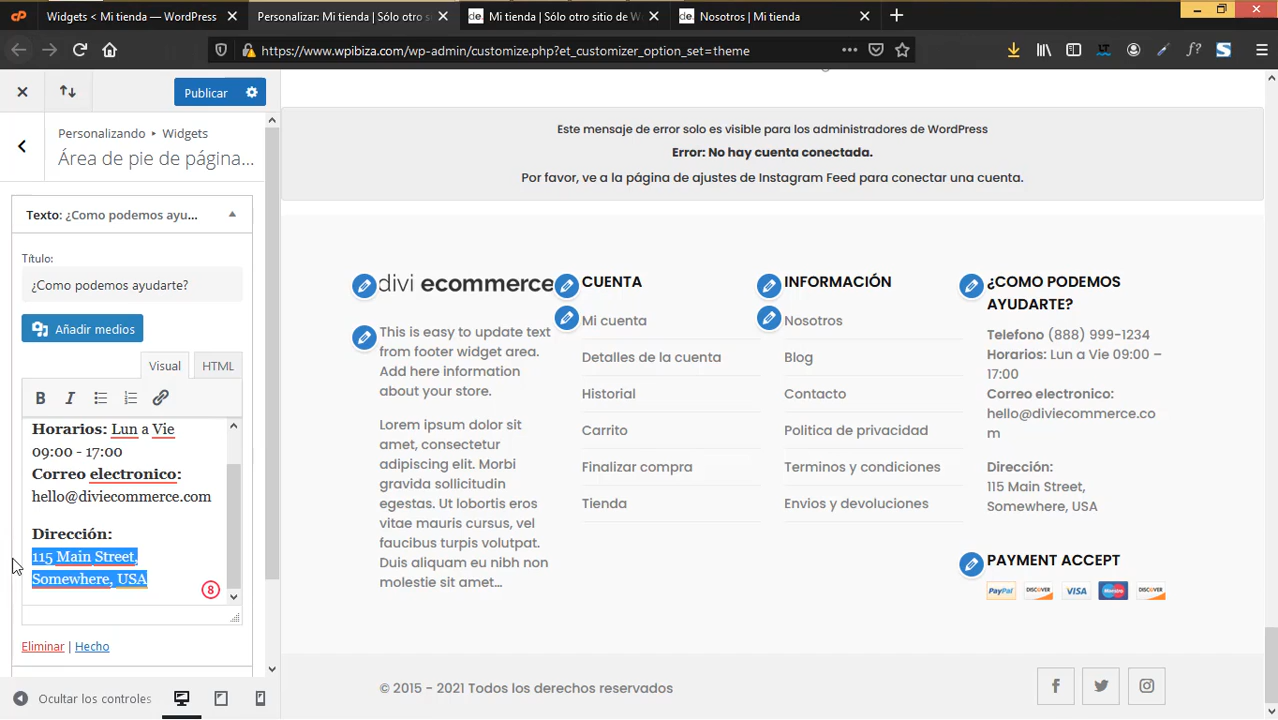 Widgets < Mi tienda — WordPress
Personalizar: Mi tienda | Sólo otro si
Mi tienda | Sólo otro sitio de W
Nosotros | Mi tienda
https://www.wpibiza.com/wp-admin/customize.php?et_customizer_option_set=theme
Publicar
Personalizando ▸ Widgets
Área de pie de página...
Texto: ¿Como podemos ayu...
Título:
¿Como podemos ayudarte?
Añadir medios
Visual
HTML
Horarios: Lun a Vie
09:00 - 17:00
Correo electronico:
hello@diviecommerce.com
Dirección:
115 Main Street,
Somewhere, USA
8
Eliminar | Hecho
Ocultar los controles
Este mensaje de error solo es visible para los administradores de WordPress
Error: No hay cuenta conectada.
Por favor, ve a la página de ajustes de Instagram Feed para conectar una cuenta.
divi ecommerce
This is easy to update text
from footer widget area.
Add here information
about your store.
Lorem ipsum dolor sit
amet, consectetur
adipiscing elit. Morbi
gravida sollicitudin
egestas. Ut lobortis eros
vitae mauris cursus, vel
faucibus turpis volutpat.
Duis aliquam eu nibh non
molestie sit amet...
CUENTA
Mi cuenta
Detalles de la cuenta
Historial
Carrito
Finalizar compra
Tienda
INFORMACIÓN
Nosotros
Blog
Contacto
Politica de privacidad
Terminos y condiciones
Envios y devoluciones
¿COMO PODEMOS
AYUDARTE?
Telefono (888) 999-1234
Horarios: Lun a Vie 09:00 –
17:00
Correo electronico:
hello@diviecommerce.co
m
Dirección:
115 Main Street,
Somewhere, USA
PAYMENT ACCEPT
PayPal DISCOVER VISA Maestro DISCOVER
© 2015 - 2021 Todos los derechos reservados